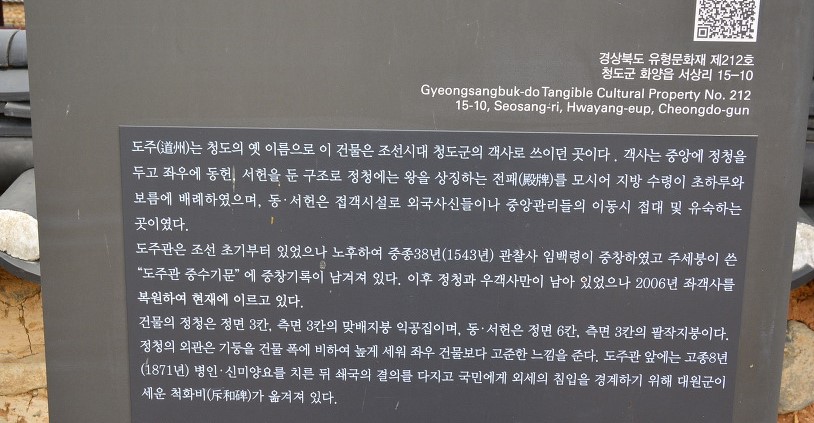 경상북도 유형문화재 제212호
청도군 화양읍 서상리 15-10
Gyeongsangbuk-do Tangible Cultural Property No. 212
15-10, Seosang-ri, Hwayang-eup, Cheongdo-gun
도주(道州)는 청도의 옛 이름으로 이 건물은 조선시대 청도군의 객사로 쓰이던 곳이다. 객사는 중앙에 정청을
두고 좌우에 동헌, 서헌을 둔 구조로 정청에는 왕을 상징하는 전패(殿牌)를 모시어 지방 수령이 초하루와
보름에 배례하였으며, 동·서헌은 접객시설로 외국사신들이나 중앙관리들의 이동시 접대 및 유숙하는
곳이였다.
도주관은 조선 초기부터 있었으나 노후하여 중종38년(1543년) 관찰사 임백령이 중창하였고 주세붕이 쓴
“도주관 중수기문” 에 중창기록이 남겨져 있다. 이후 정청과 우객사만이 남아 있었으나 2006년 좌객사를
복원하여 현재에 이르고 있다.
건물의 정청은 정면 3칸, 측면 3칸의 맞배지붕 익공집이며, 동·서헌은 정면 6칸, 측면 3칸의 팔작지붕이다.
정청의 외관은 기둥을 건물 폭에 비하여 높게 세워 좌우 건물보다 고준한 느낌을 준다. 도주관 앞에는 고종8년
(1871년) 병인·신미양요를 치른 뒤 쇄국의 결의를 다지고 국민에게 외세의 침입을 경계하기 위해 대원군이
세운 척화비(斥和碑)가 옮겨져 있다.